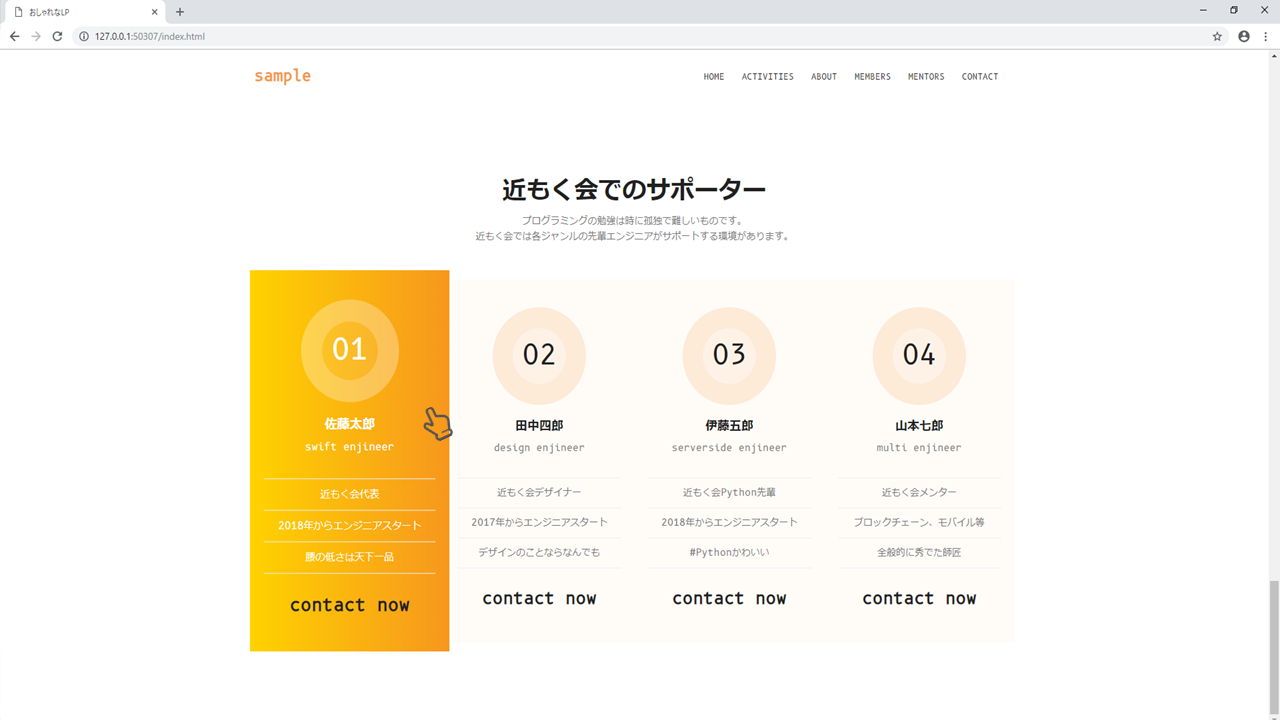 おしゃれなLP
127.0.0.1:50307/index.html
sample
HOME ACTIVITIES ABOUT MEMBERS MENTORS CONTACT
近もく会でのサポーター
プログラミングの勉強は時に孤独で難しいものです。
近もく会では各ジャンルの先輩エンジニアがサポートする環境があります。
01
佐藤太郎
swift enjineer
近もく会代表
2018年からエンジニアスタート
腰の低さは天下一品
contact now
02
田中四郎
design enjineer
近もく会デザイナー
2017年からエンジニアスタート
デザインのことならなんでも
contact now
03
伊藤五郎
serverside enjineer
近もく会Python先輩
2018年からエンジニアスタート
#Pythonかわいい
contact now
04
山本七郎
multi enjineer
近もく会メンター
ブロックチェーン、モバイル等
全般的に秀でた師匠
contact now